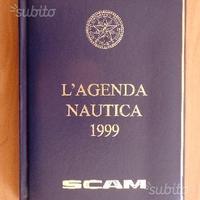 subito
L'AGENDA
NAUTICA
1999
SCAM
subito